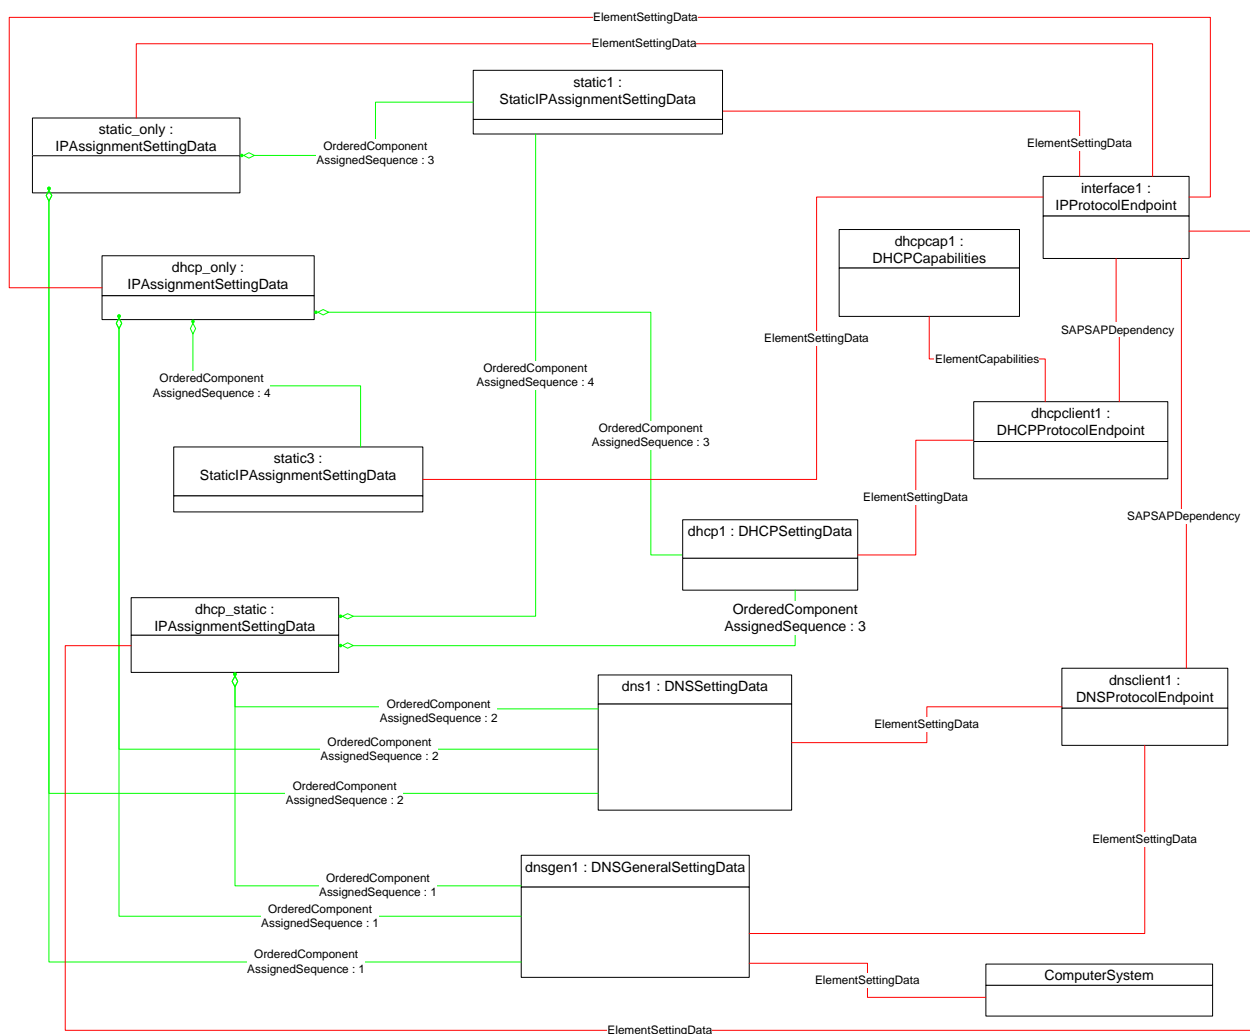 ElementSettingData
ElementSettingData
static1 :
StaticIPAssignmentSettingData
static_only :
IPAssignmentSettingData
OrderedComponent
AssignedSequence : 3
ElementSettingData
interface1 :
IPProtocolEndpoint
dhcpcap1 :
DHCPCapabilities
dhcp_only :
IPAssignmentSettingData
SAPSAPDependency
ElementSettingData
ElementCapabilities
OrderedComponent
AssignedSequence : 4
OrderedComponent
AssignedSequence : 4
dhcpclient1 :
DHCPProtocolEndpoint
OrderedComponent
AssignedSequence : 3
static3 :
StaticIPAssignmentSettingData
ElementSettingData
SAPSAPDependency
dhcp1 : DHCPSettingData
dhcp_static :
IPAssignmentSettingData
OrderedComponent
AssignedSequence : 3
dns1 : DNSSettingData
dnsclient1 :
DNSProtocolEndpoint
OrderedComponent
AssignedSequence : 2
ElementSettingData
OrderedComponent
AssignedSequence : 2
OrderedComponent
AssignedSequence : 2
ElementSettingData
dnsgen1 : DNSGeneralSettingData
OrderedComponent
AssignedSequence : 1
OrderedComponent
AssignedSequence : 1
OrderedComponent
AssignedSequence : 1
ElementSettingData
ComputerSystem
ElementSettingData